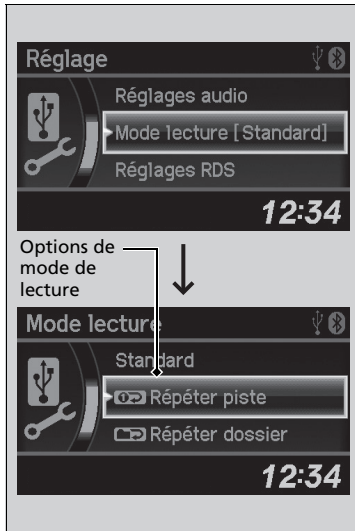 Réglage
Réglages audio
Mode lecture [Standard]
Réglages RDS
12:34
Options de
mode de
lecture
Mode lecture
Standard
Répéter piste
Répéter dossier
12:34